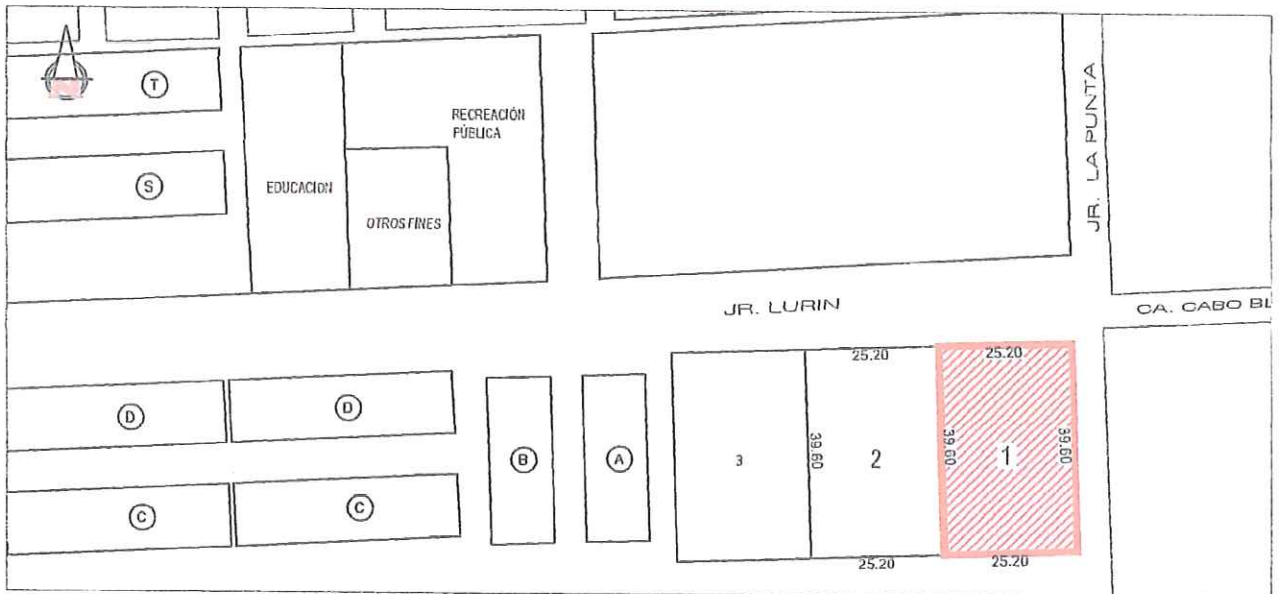 T
RECREACIÓN
PÚBLICA
JR. LA PUNTA
S
EDUCACION
OTROS FINES
JR. LURIN
CA. CABO BL
25.20
25.20
D
D
B
A
3
39.60
2
39.60
1
39.60
C
C
25.20
25.20